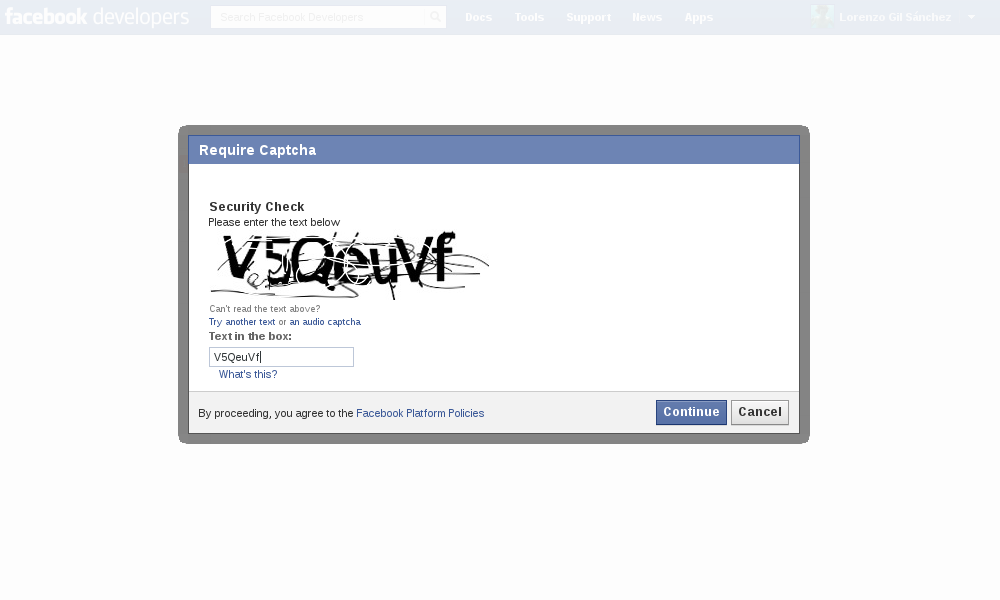 facebook developers Search Facebook Developers Docs Tools Support News Apps Lorenzo Gil Sánchez
Require Captcha
Security Check
Please enter the text below
V5QeuVf
Can't read the text above?
Try another text or an audio captcha
Text in the box:
V5QeuVf
What's this?
By proceeding, you agree to the Facebook Platform Policies Continue Cancel